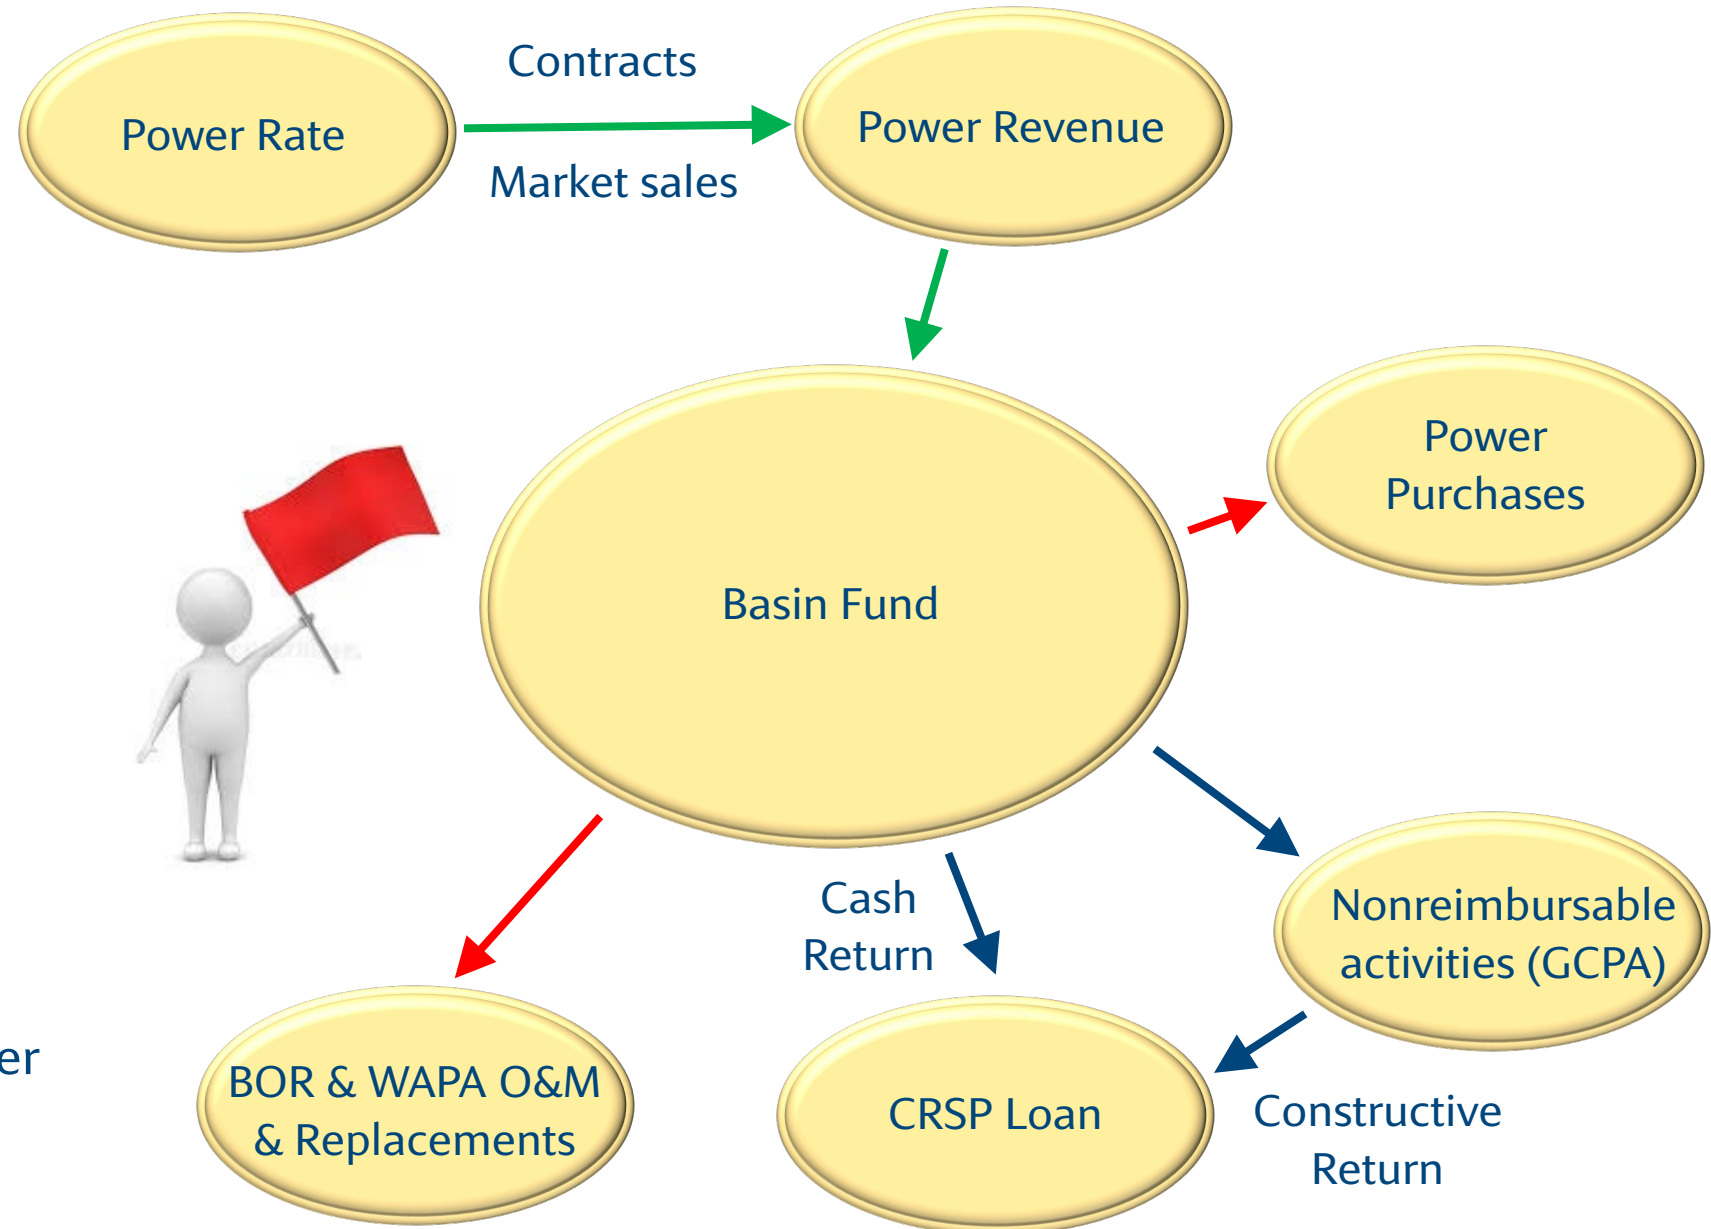 Contracts
Power Rate
Power Revenue
Market sales
Power
Purchases
Basin Fund
Cash
Return
Nonreimbursable
activities (GCPA)
BOR & WAPA O&M
& Replacements
CRSP Loan
Constructive
Return